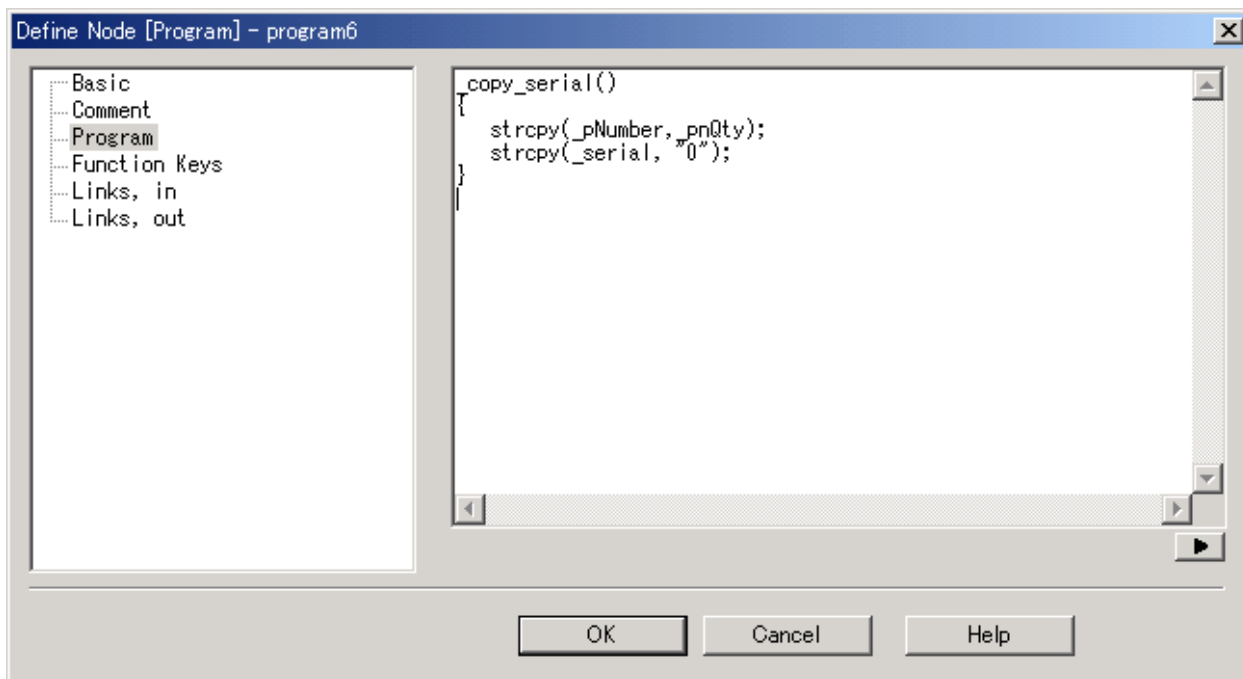 Define Node [Program] - program6
Basic
Comment
Program
Function Keys
Links, in
Links, out
_copy_serial()
{
strcpy(_pNumber,_pnQty);
strcpy(_serial, "0");
}
OK
Cancel
Help